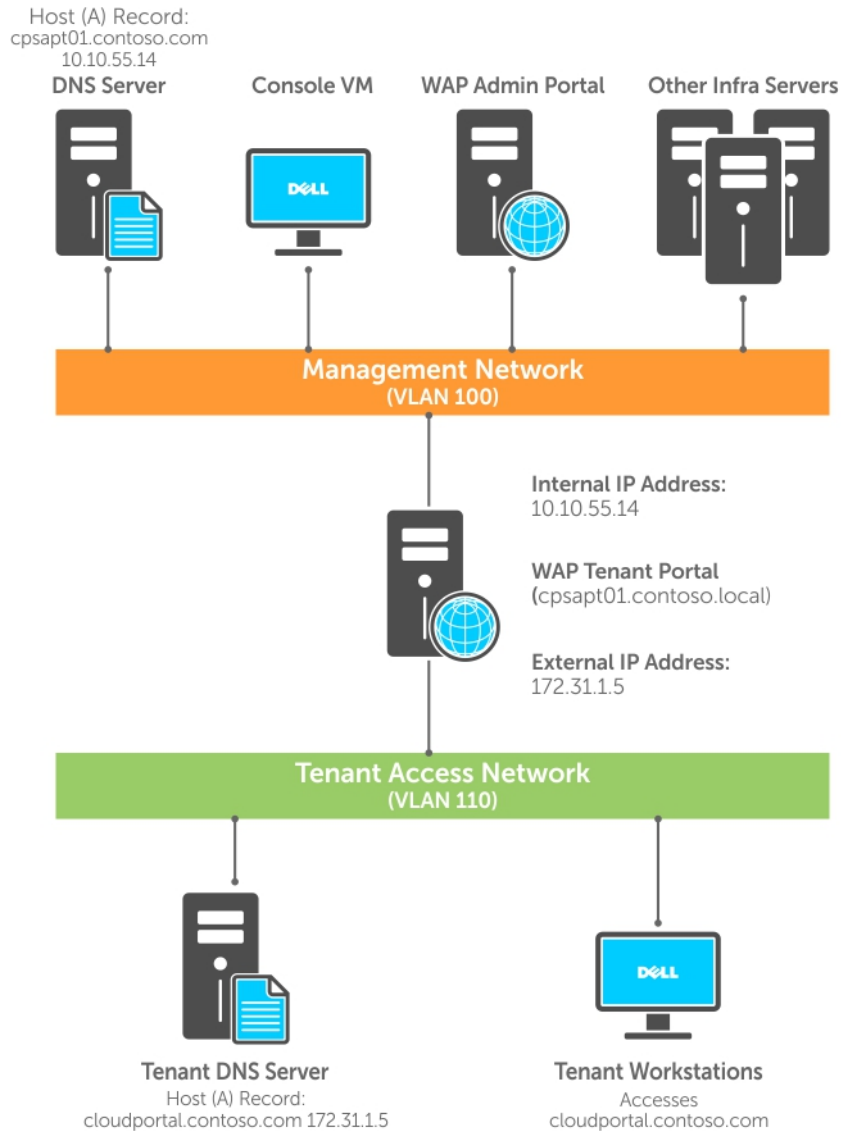 Host (A) Record:
cpsapt01.contoso.com
10.10.55.14
DNS Server
Console VM
WAP Admin Portal
Other Infra Servers
DELL
Management Network
(VLAN 100)
Internal IP Address:
10.10.55.14
WAP Tenant Portal
(cpsapt01.contoso.local)
External IP Address:
172.31.1.5
Tenant Access Network
(VLAN 110)
DELL
Tenant DNS Server
Host (A) Record:
cloudportal.contoso.com 172.31.1.5
Tenant Workstations
Accesses
cloudportal.contoso.com